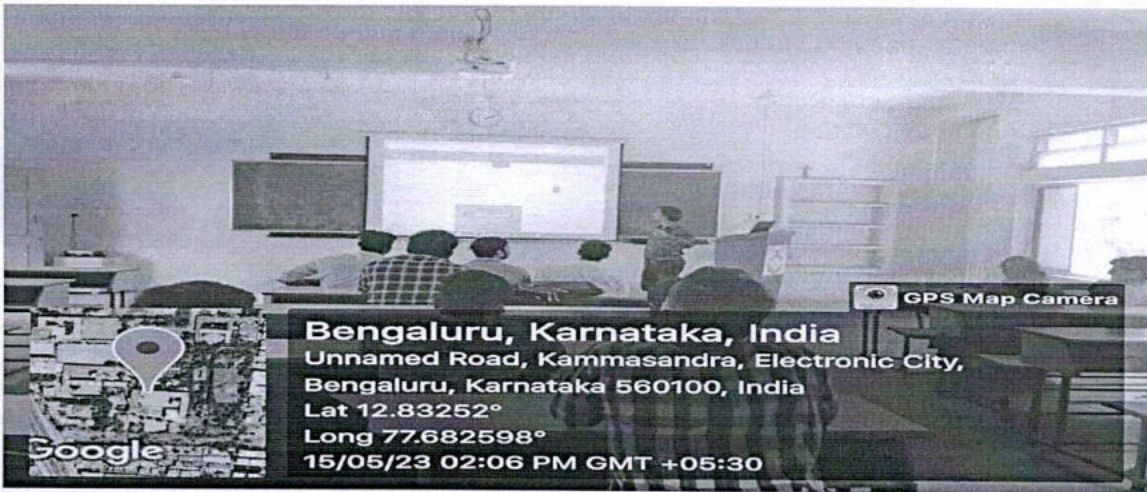 GPS Map Camera
Bengaluru, Karnataka, India
Unnamed Road, Kammasandra, Electronic City,
Bengaluru, Karnataka 560100, India
Lat 12.83252°
Long 77.682598°
15/05/23 02:06 PM GMT +05:30
Google